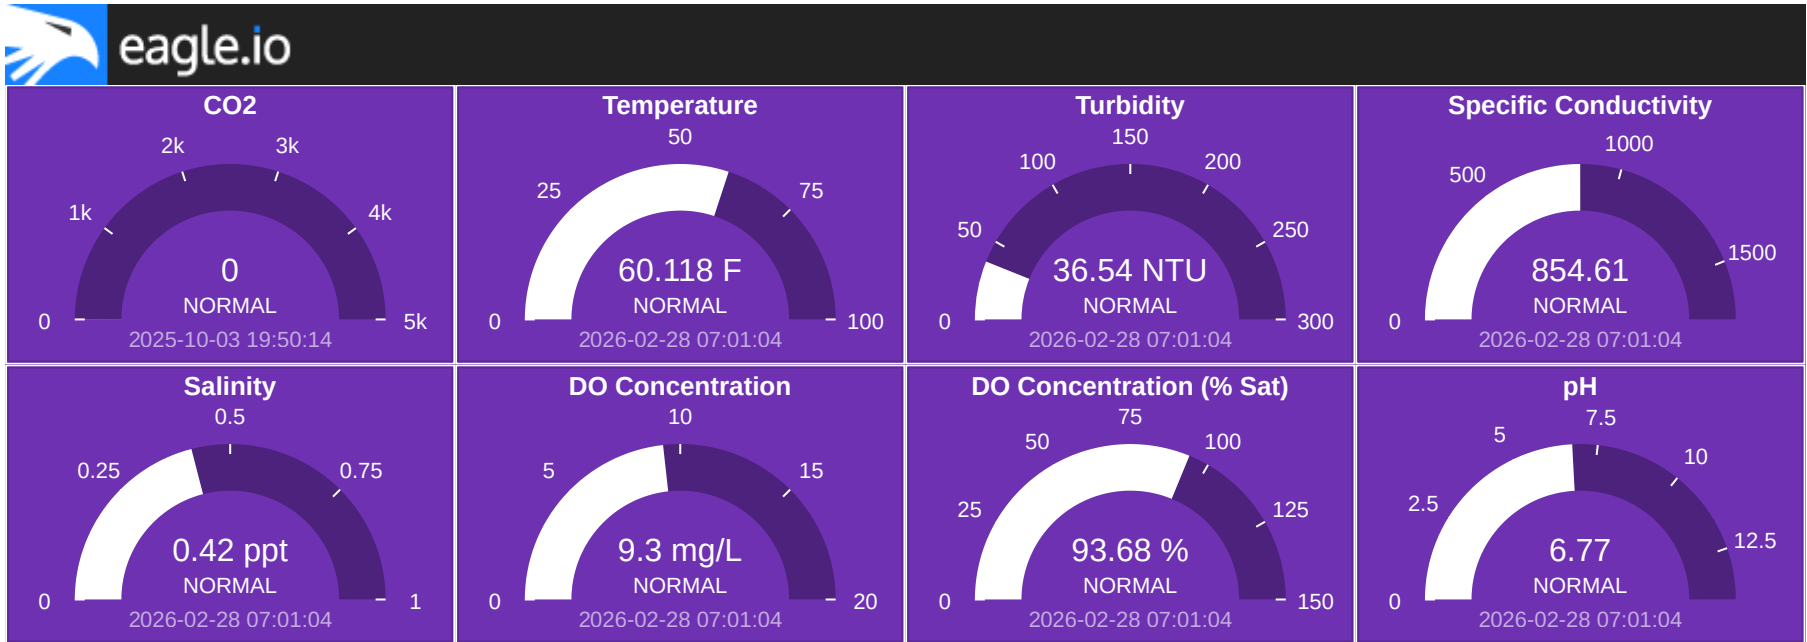 eagle.io
CO2
0
1k
2k
3k
4k
5k
0
NORMAL
2025-10-03 19:50:14
Temperature
0
25
50
75
100
60.118 F
NORMAL
2026-02-28 07:01:04
Turbidity
0
50
100
150
200
250
300
36.54 NTU
NORMAL
2026-02-28 07:01:04
Specific Conductivity
0
500
1000
1500
854.61
NORMAL
2026-02-28 07:01:04
Salinity
0
0.25
0.5
0.75
1
0.42 ppt
NORMAL
2026-02-28 07:01:04
DO Concentration
0
5
10
15
20
9.3 mg/L
NORMAL
2026-02-28 07:01:04
DO Concentration (% Sat)
0
25
50
75
100
125
150
93.68 %
NORMAL
2026-02-28 07:01:04
pH
0
2.5
5
7.5
10
12.5
6.77
NORMAL
2026-02-28 07:01:04